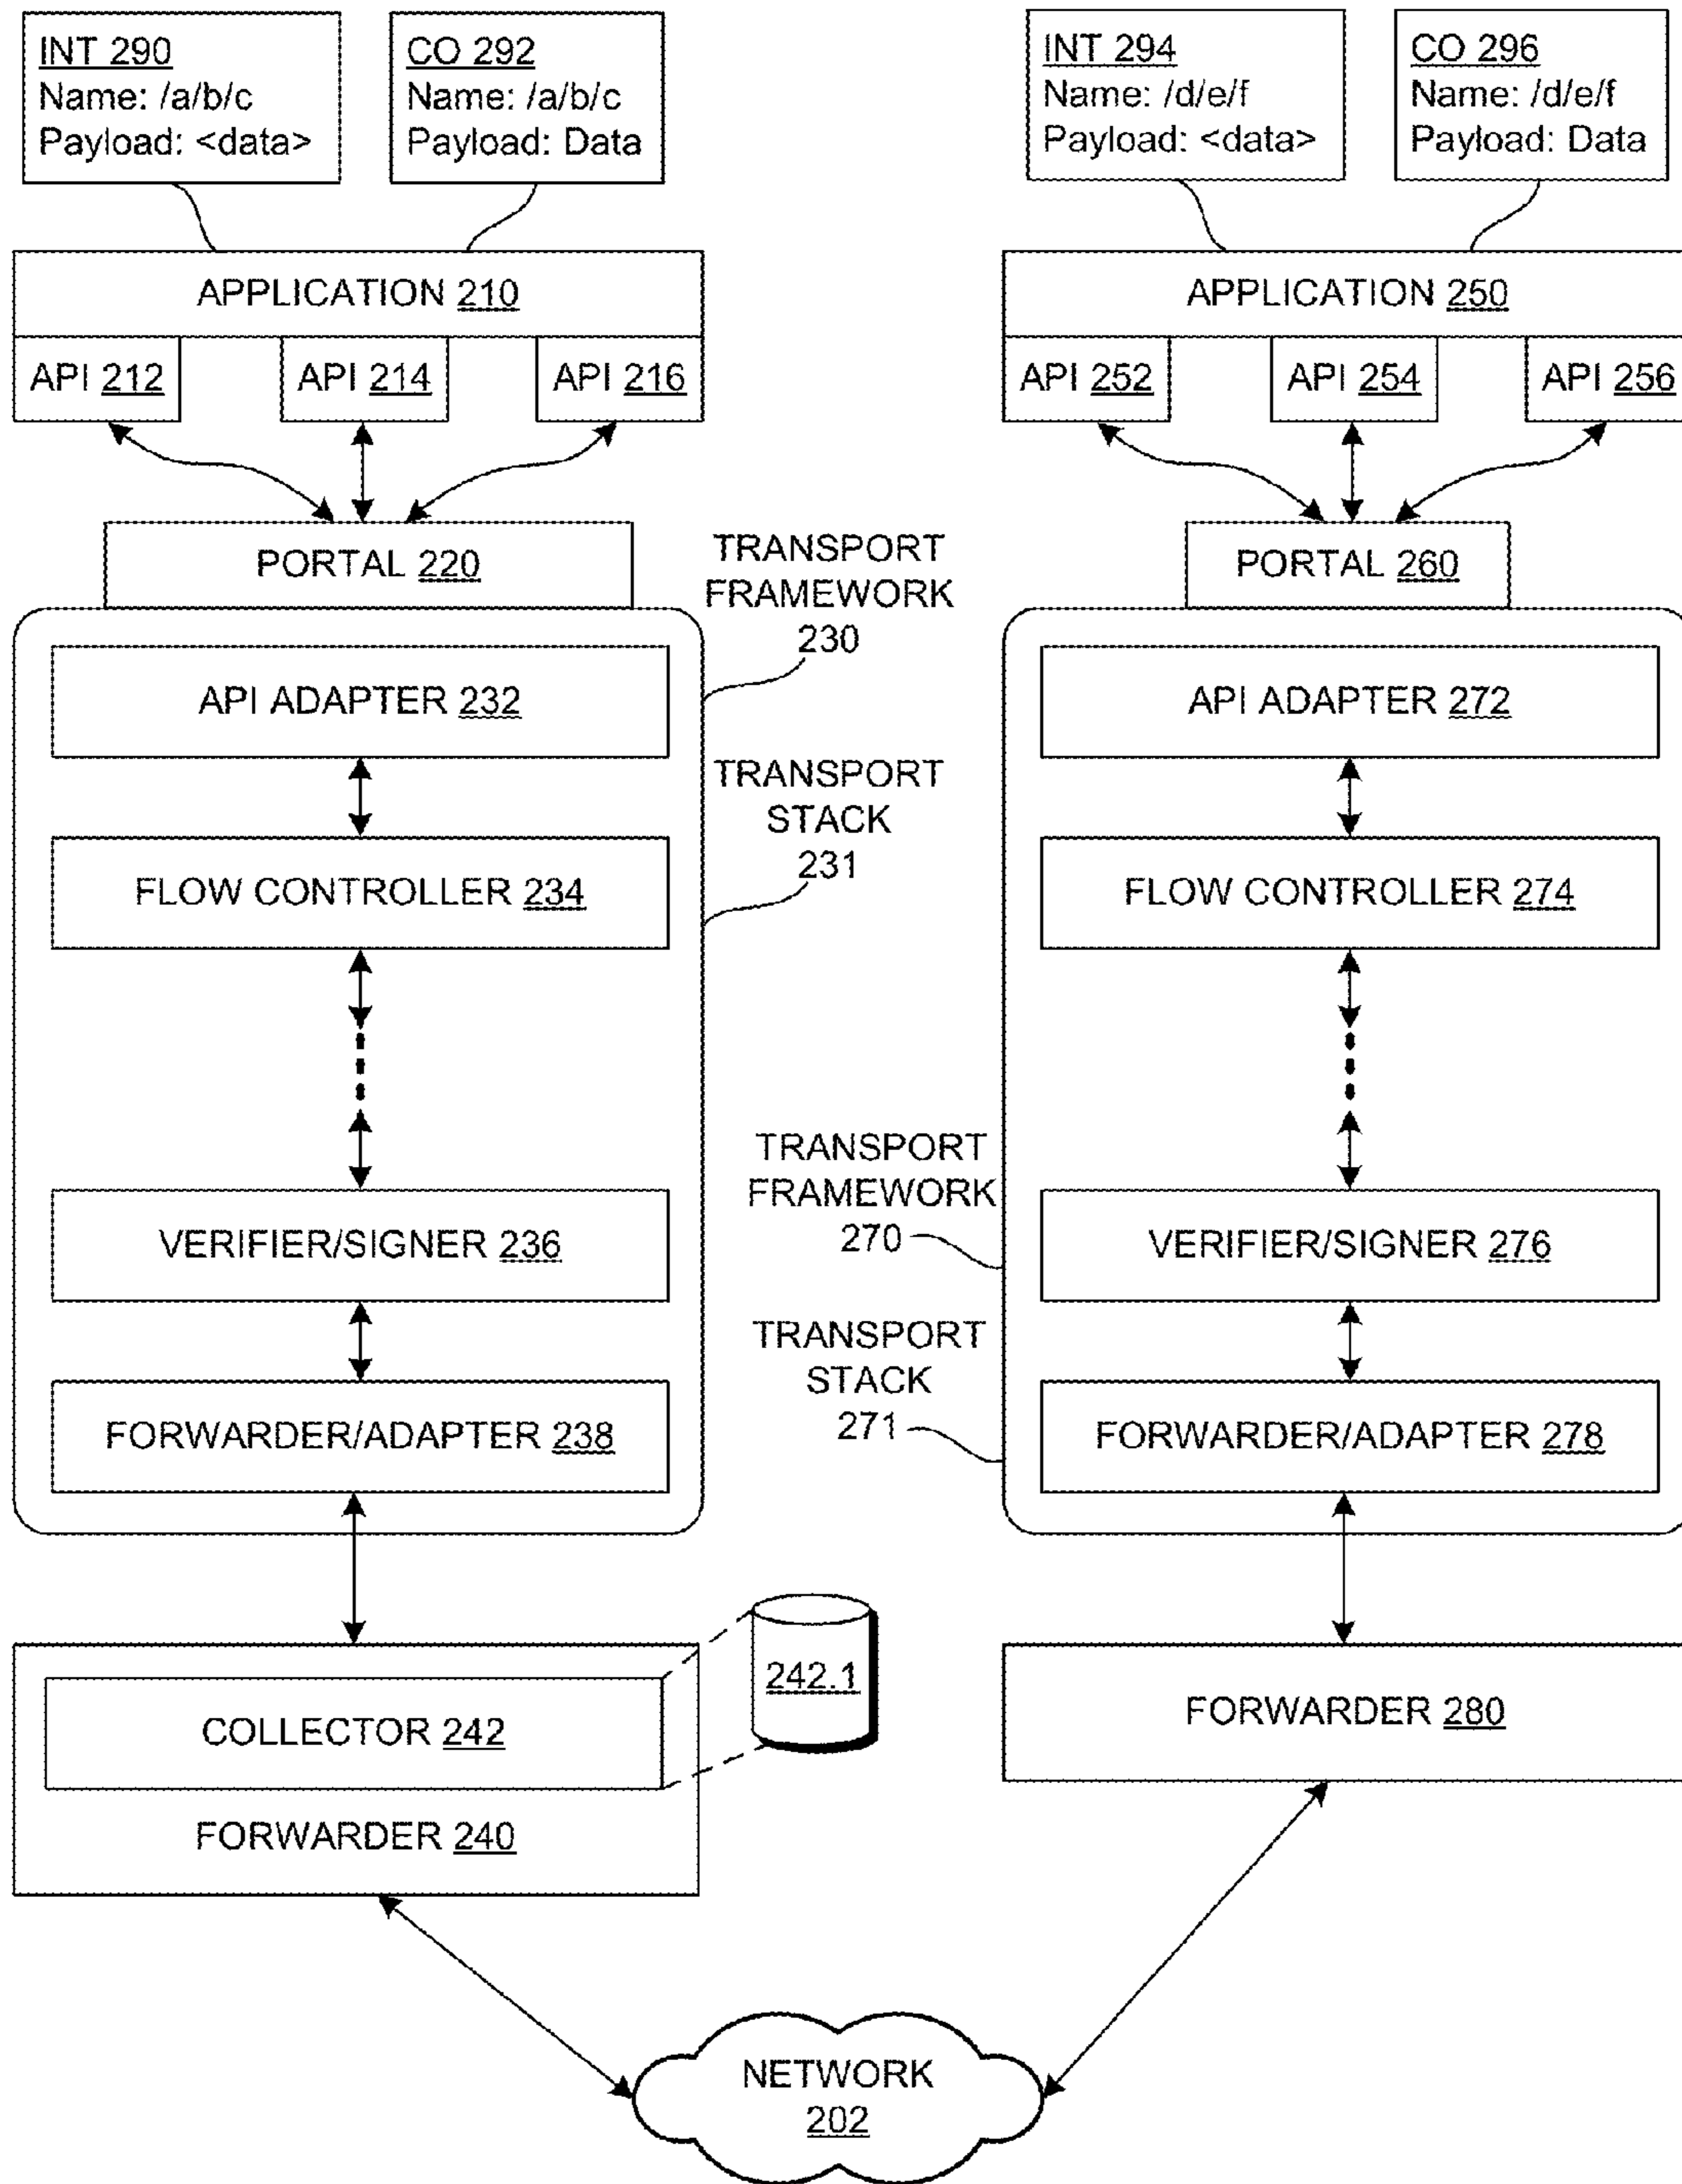 INT 290
Name: /a/b/c
Payload: <data>
CO 292
Name: /a/b/c
Payload: Data
INT 294
Name: /d/e/f
Payload: <data>
CO 296
Name: /d/e/f
Payload: Data
APPLICATION 210
API 212
API 214
API 216
APPLICATION 250
API 252
API 254
API 256
PORTAL 220
PORTAL 260
TRANSPORT
FRAMEWORK
230
API ADAPTER 232
API ADAPTER 272
TRANSPORT
STACK
231
FLOW CONTROLLER 234
FLOW CONTROLLER 274
TRANSPORT
FRAMEWORK
270
VERIFIER/SIGNER 236
VERIFIER/SIGNER 276
TRANSPORT
STACK
271
FORWARDER/ADAPTER 238
FORWARDER/ADAPTER 278
242.1
COLLECTOR 242
FORWARDER 240
FORWARDER 280
NETWORK
202